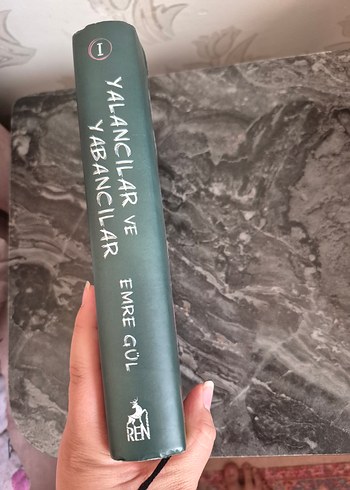 I
YALANCILAR VE
YABANCILAR
EMRE GÜL
REN